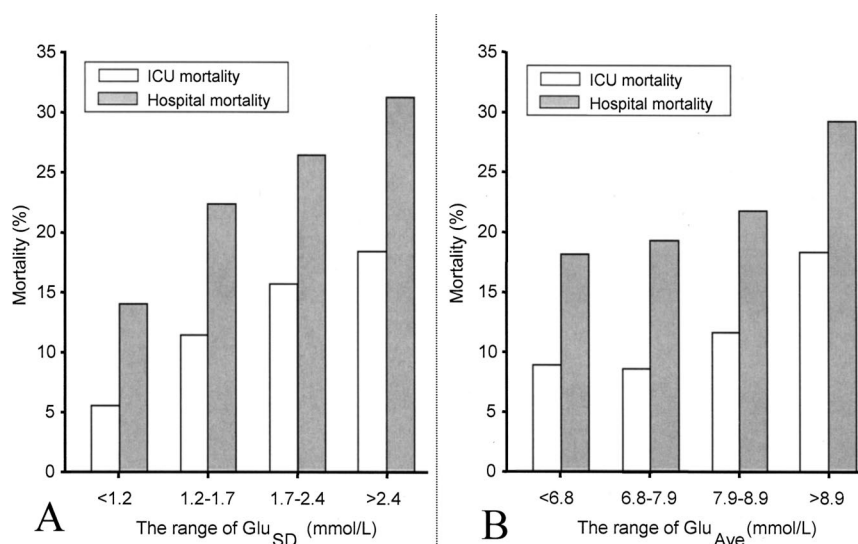 35
30
25
20
15
10
5
0
Mortality (%)
ICU mortality
Hospital mortality
<1.2 1.2-1.7 1.7-2.4 >2.4
The range of Glu SD (mmol/L)
A
35
30
25
20
15
10
5
0
Mortality (%)
ICU mortality
Hospital mortality
<6.8 6.8-7.9 7.9-8.9 >8.9
The range of Glu Ave (mmol/L)
B